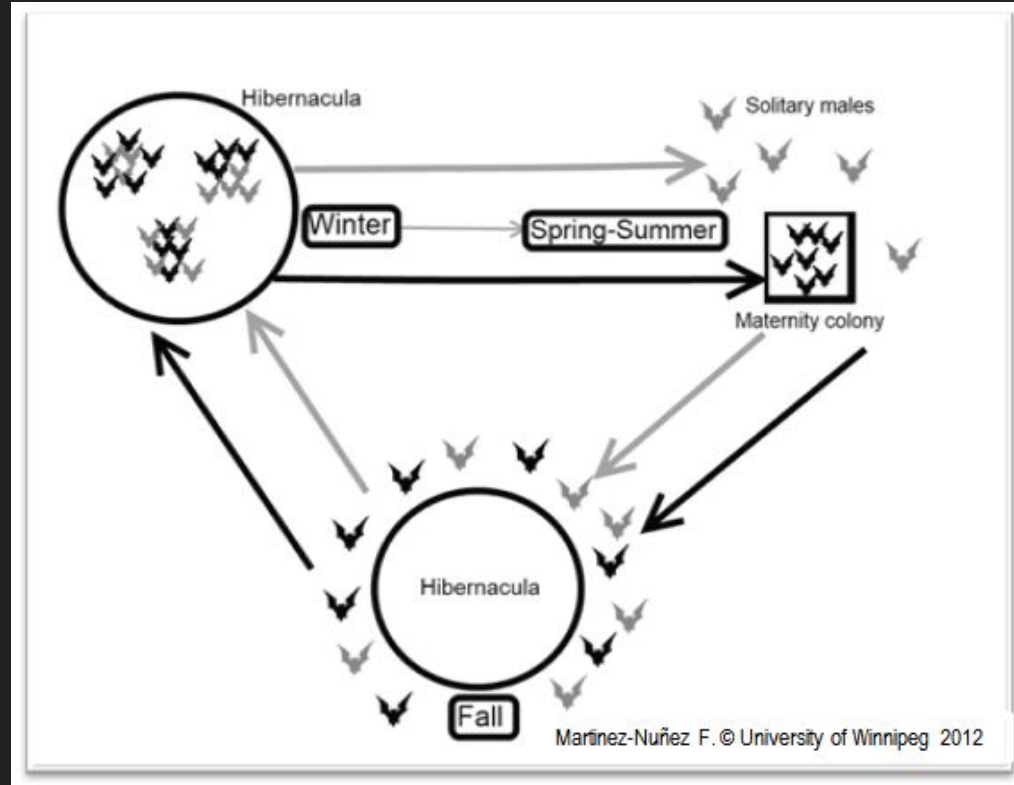 Hibernacula
Solitary males
Winter
Spring-Summer
Maternity colony
Hibernacula
Fall
Martinez-Nuñez F. © University of Winnipeg 2012